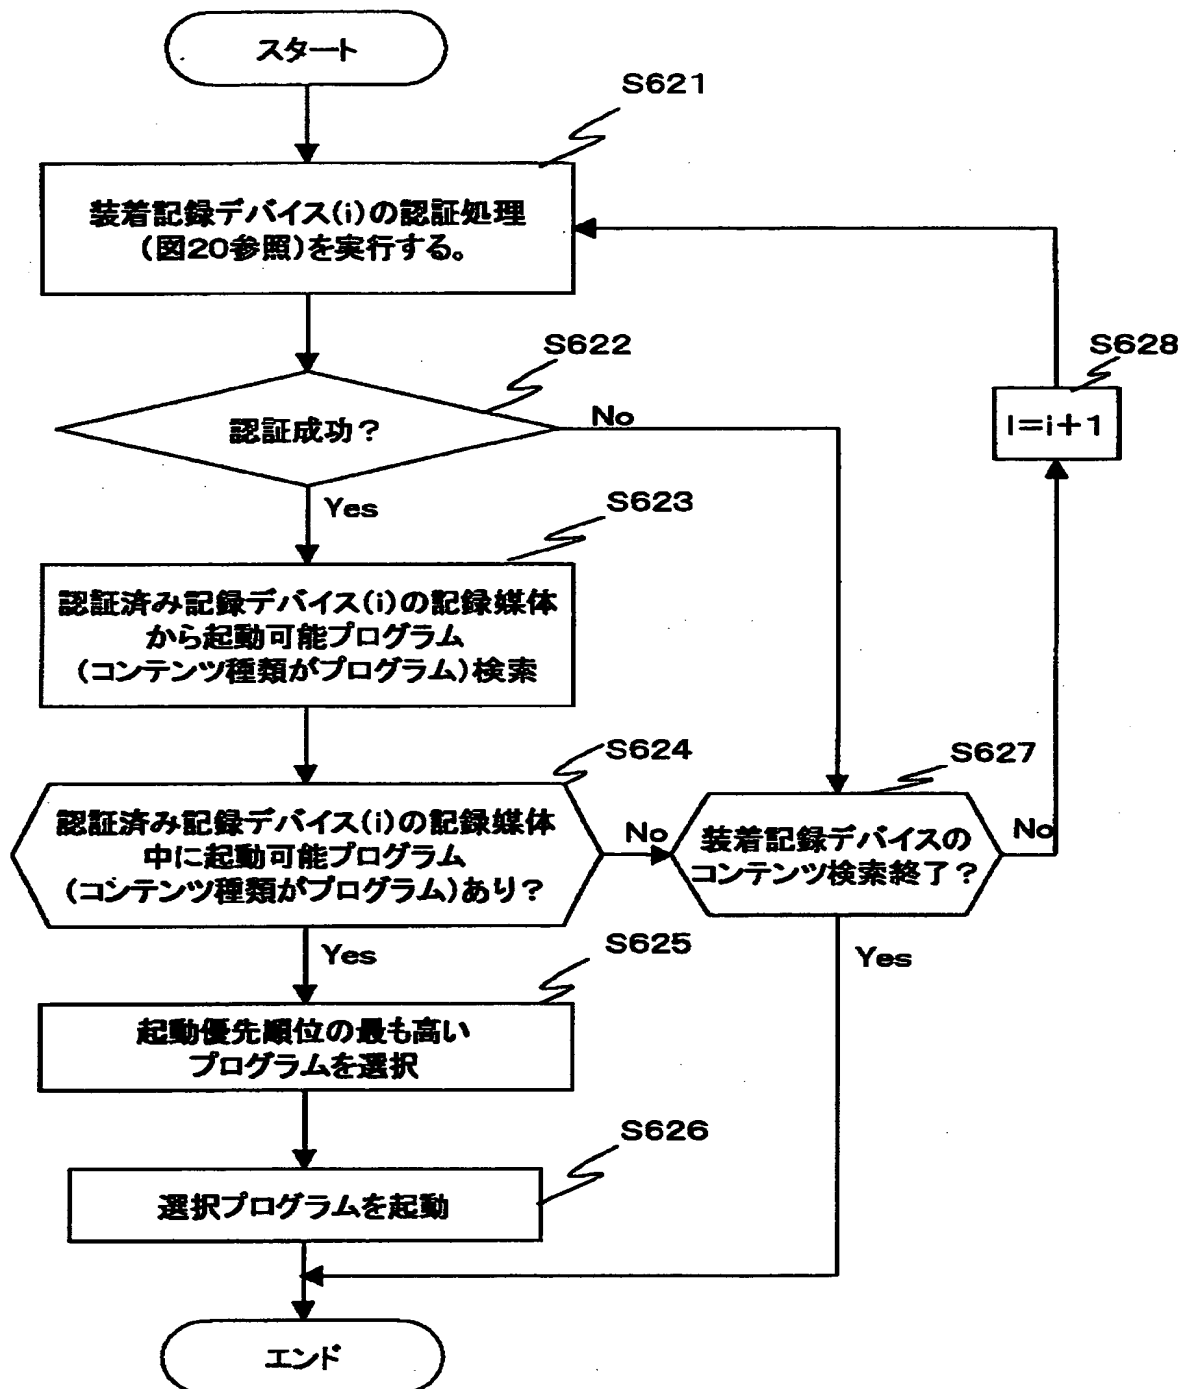 スタート
S621
装着記録デバイス(i)の認証処理
(図20参照)を実行する。
S622
認証成功?
No
Yes
S628
I=i+1
S623
認証済み記録デバイス(i)の記録媒体
から起動可能プログラム
(コンテンツ種類がプログラム)検索
S624
認証済み記録デバイス(i)の記録媒体
中に起動可能プログラム
(コンテンツ種類がプログラム)あり?
No
Yes
S627
装着記録デバイスの
コンテンツ検索終了?
No
Yes
S625
起動優先順位の最も高い
プログラムを選択
S626
選択プログラムを起動
エンド